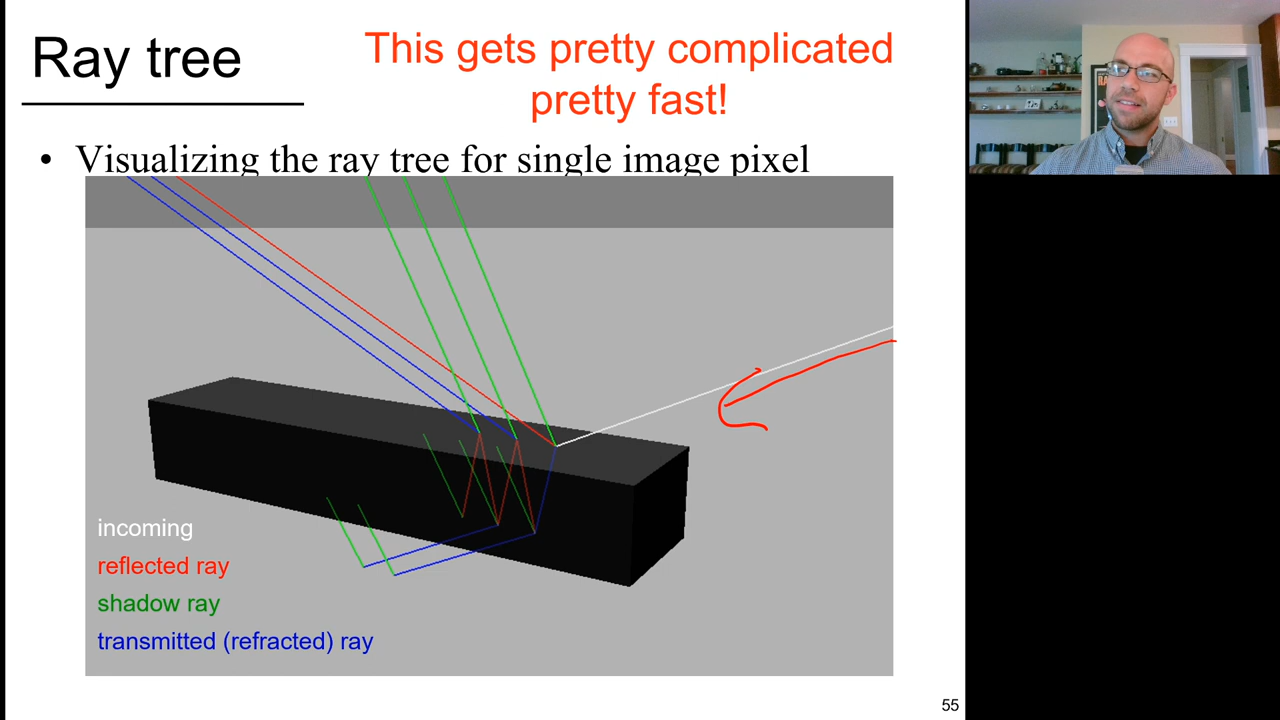 Ray tree
This gets pretty complicated
pretty fast!
• Visualizing the ray tree for single image pixel
incoming
reflected ray
shadow ray
transmitted (refracted) ray
55